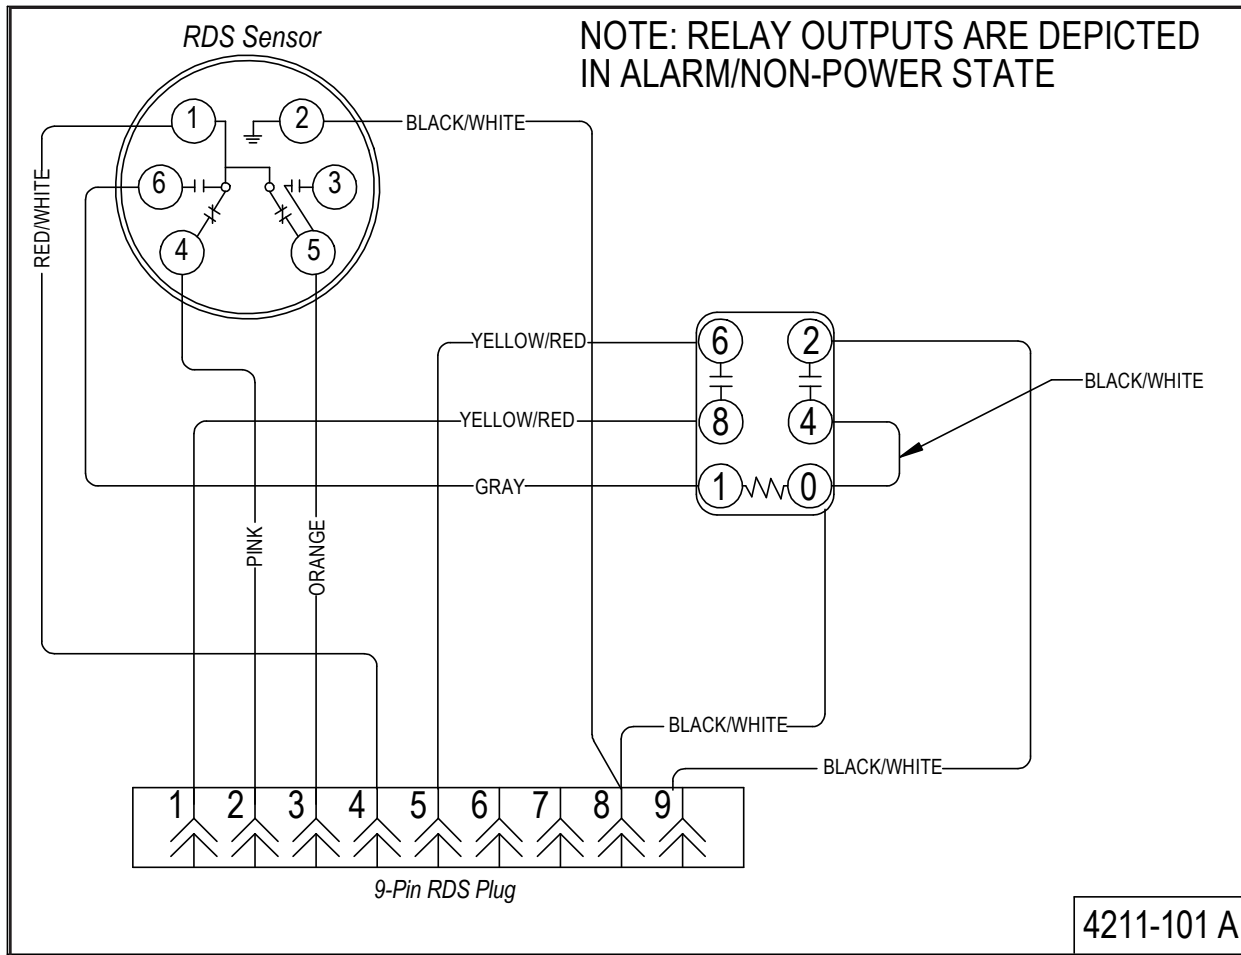 RDS Sensor
NOTE: RELAY OUTPUTS ARE DEPICTED
IN ALARM/NON-POWER STATE
1
2
BLACK/WHITE
6
3
RED/WHITE
4
5
YELLOW/RED
6
2
BLACK/WHITE
YELLOW/RED
8
4
GRAY
1
0
PINK
ORANGE
BLACK/WHITE
BLACK/WHITE
1 2 3 4 5 6 7 8 9
9-Pin RDS Plug
4211-101 A